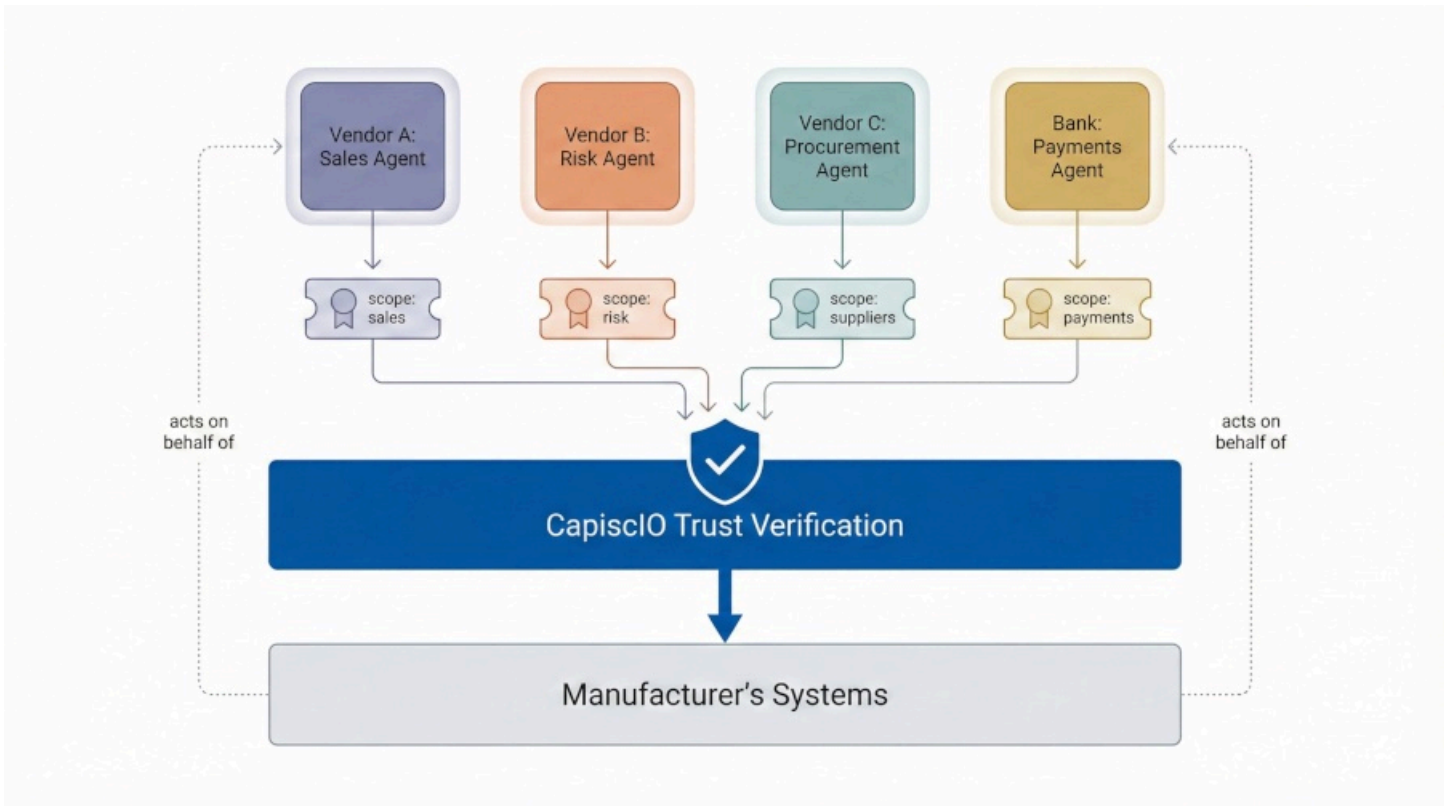 Vendor A:
Sales Agent
Vendor B:
Risk Agent
Vendor C:
Procurement
Agent
Bank:
Payments
Agent
scope:
sales
scope:
risk
scope:
suppliers
scope:
payments
acts on
behalf of
acts on
behalf of
CapiscIO Trust Verification
Manufacturer’s Systems